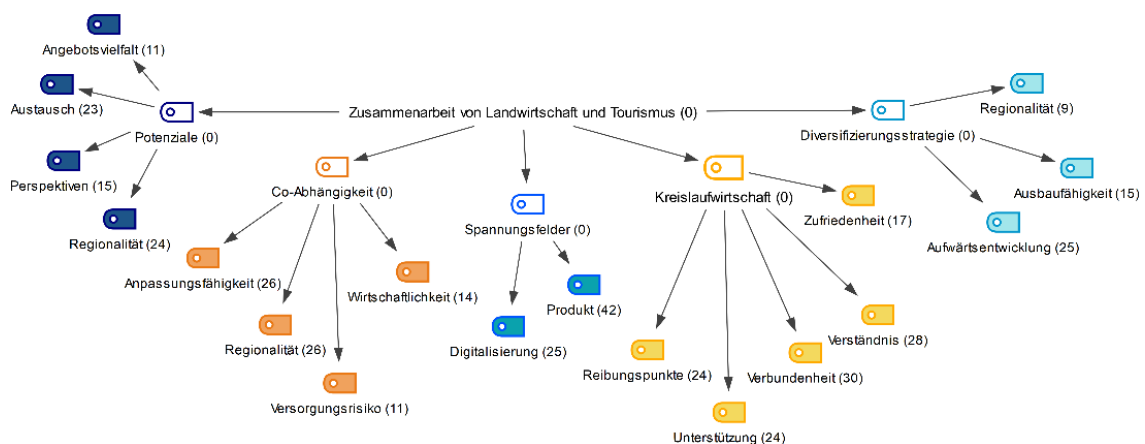 Angebotsvielfalt (11)
Austausch (23)
Potenziale (0)
Perspektiven (15)
Regionalität (24)
Zusammenarbeit von Landwirtschaft und Tourismus (0)
Co-Abhängigkeit (0)
Anpassungsfähigkeit (26)
Regionalität (26)
Versorgungsrisiko (11)
Wirtschaftlichkeit (14)
Spannungsfelder (0)
Digitalisierung (25)
Produkt (42)
Kreislaufwirtschaft (0)
Reibungspunkte (24)
Unterstützung (24)
Verbundenheit (30)
Verständnis (28)
Zufriedenheit (17)
Diversifizierungsstrategie (0)
Regionalität (9)
Ausbaufähigkeit (15)
Aufwärtsentwicklung (25)